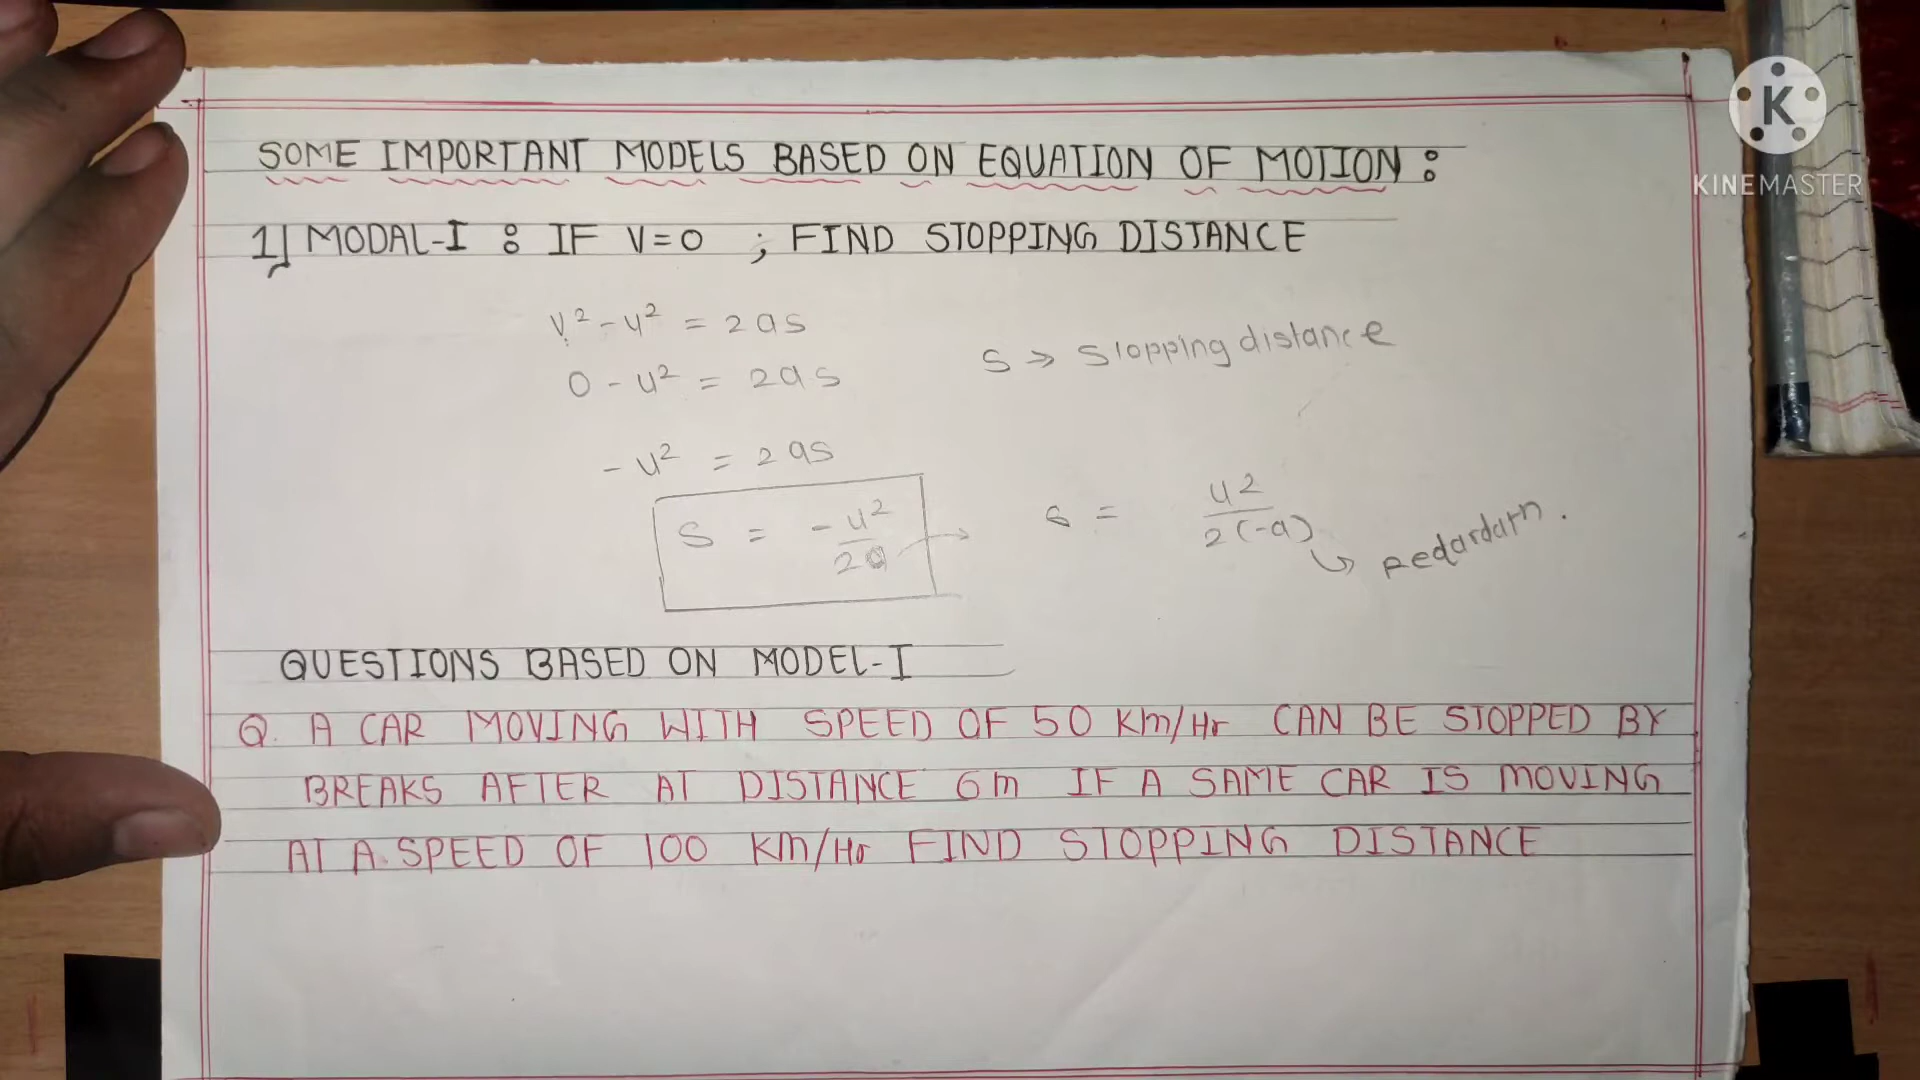 SOME IMPORTANT MODELS BASED ON EQUATION OF MOTION :
1] MODAL-I : IF V=0 ; FIND STOPPING DISTANCE
V² - u² = 2as
0 - u² = 2as
s → Stopping distance
- u² = 2as
S = -u²/2a → s = u²/2(-a) ↳ Redardatn.
QUESTIONS BASED ON MODEL-I
Q. A CAR MOVING WITH SPEED OF 50 Km/Hr CAN BE STOPPED BY
BREAKS AFTER AT DISTANCE 6m IF A SAME CAR IS MOVING
AT A SPEED OF 100 Km/Hr FIND STOPPING DISTANCE
K
KINEMASTER